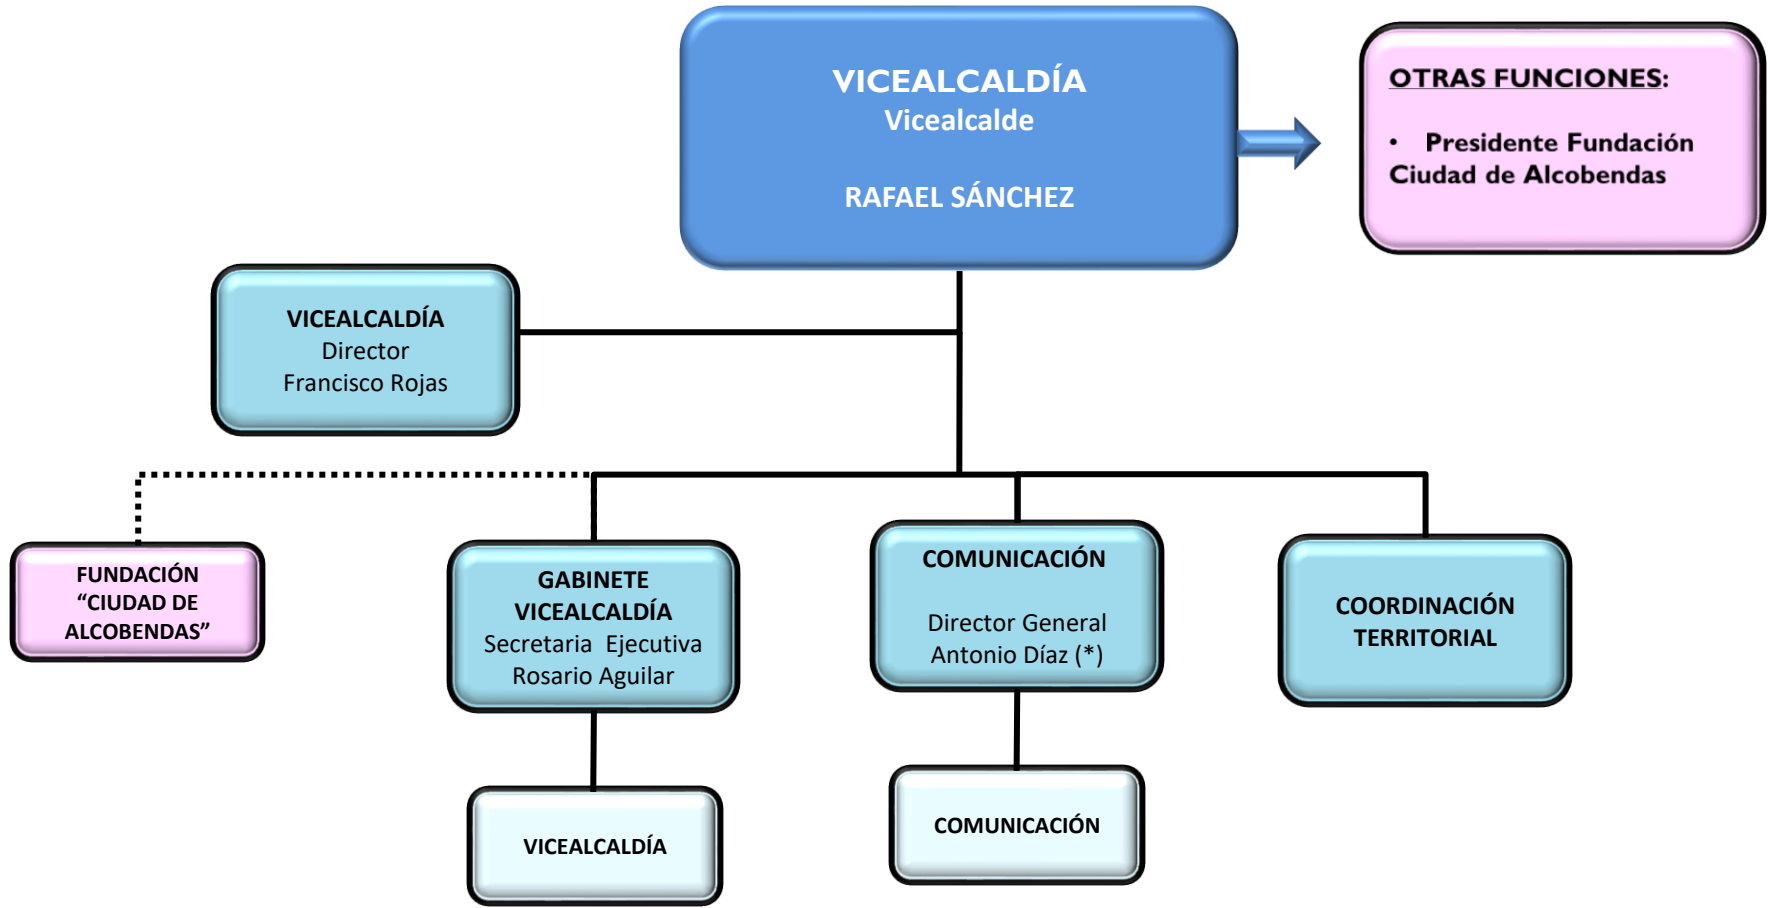 VICEALCALDÍA
Vicealcalde
RAFAEL SÁNCHEZ
OTRAS FUNCIONES:
• Presidente Fundación
Ciudad de Alcobendas
VICEALCALDÍA
Director
Francisco Rojas
FUNDACIÓN
“CIUDAD DE
ALCOBENDAS”
GABINETE
VICEALCALDÍA
Secretaria Ejecutiva
Rosario Aguilar
COMUNICACIÓN
Director General
Antonio Díaz (*)
COORDINACIÓN
TERRITORIAL
VICEALCALDÍA
COMUNICACIÓN